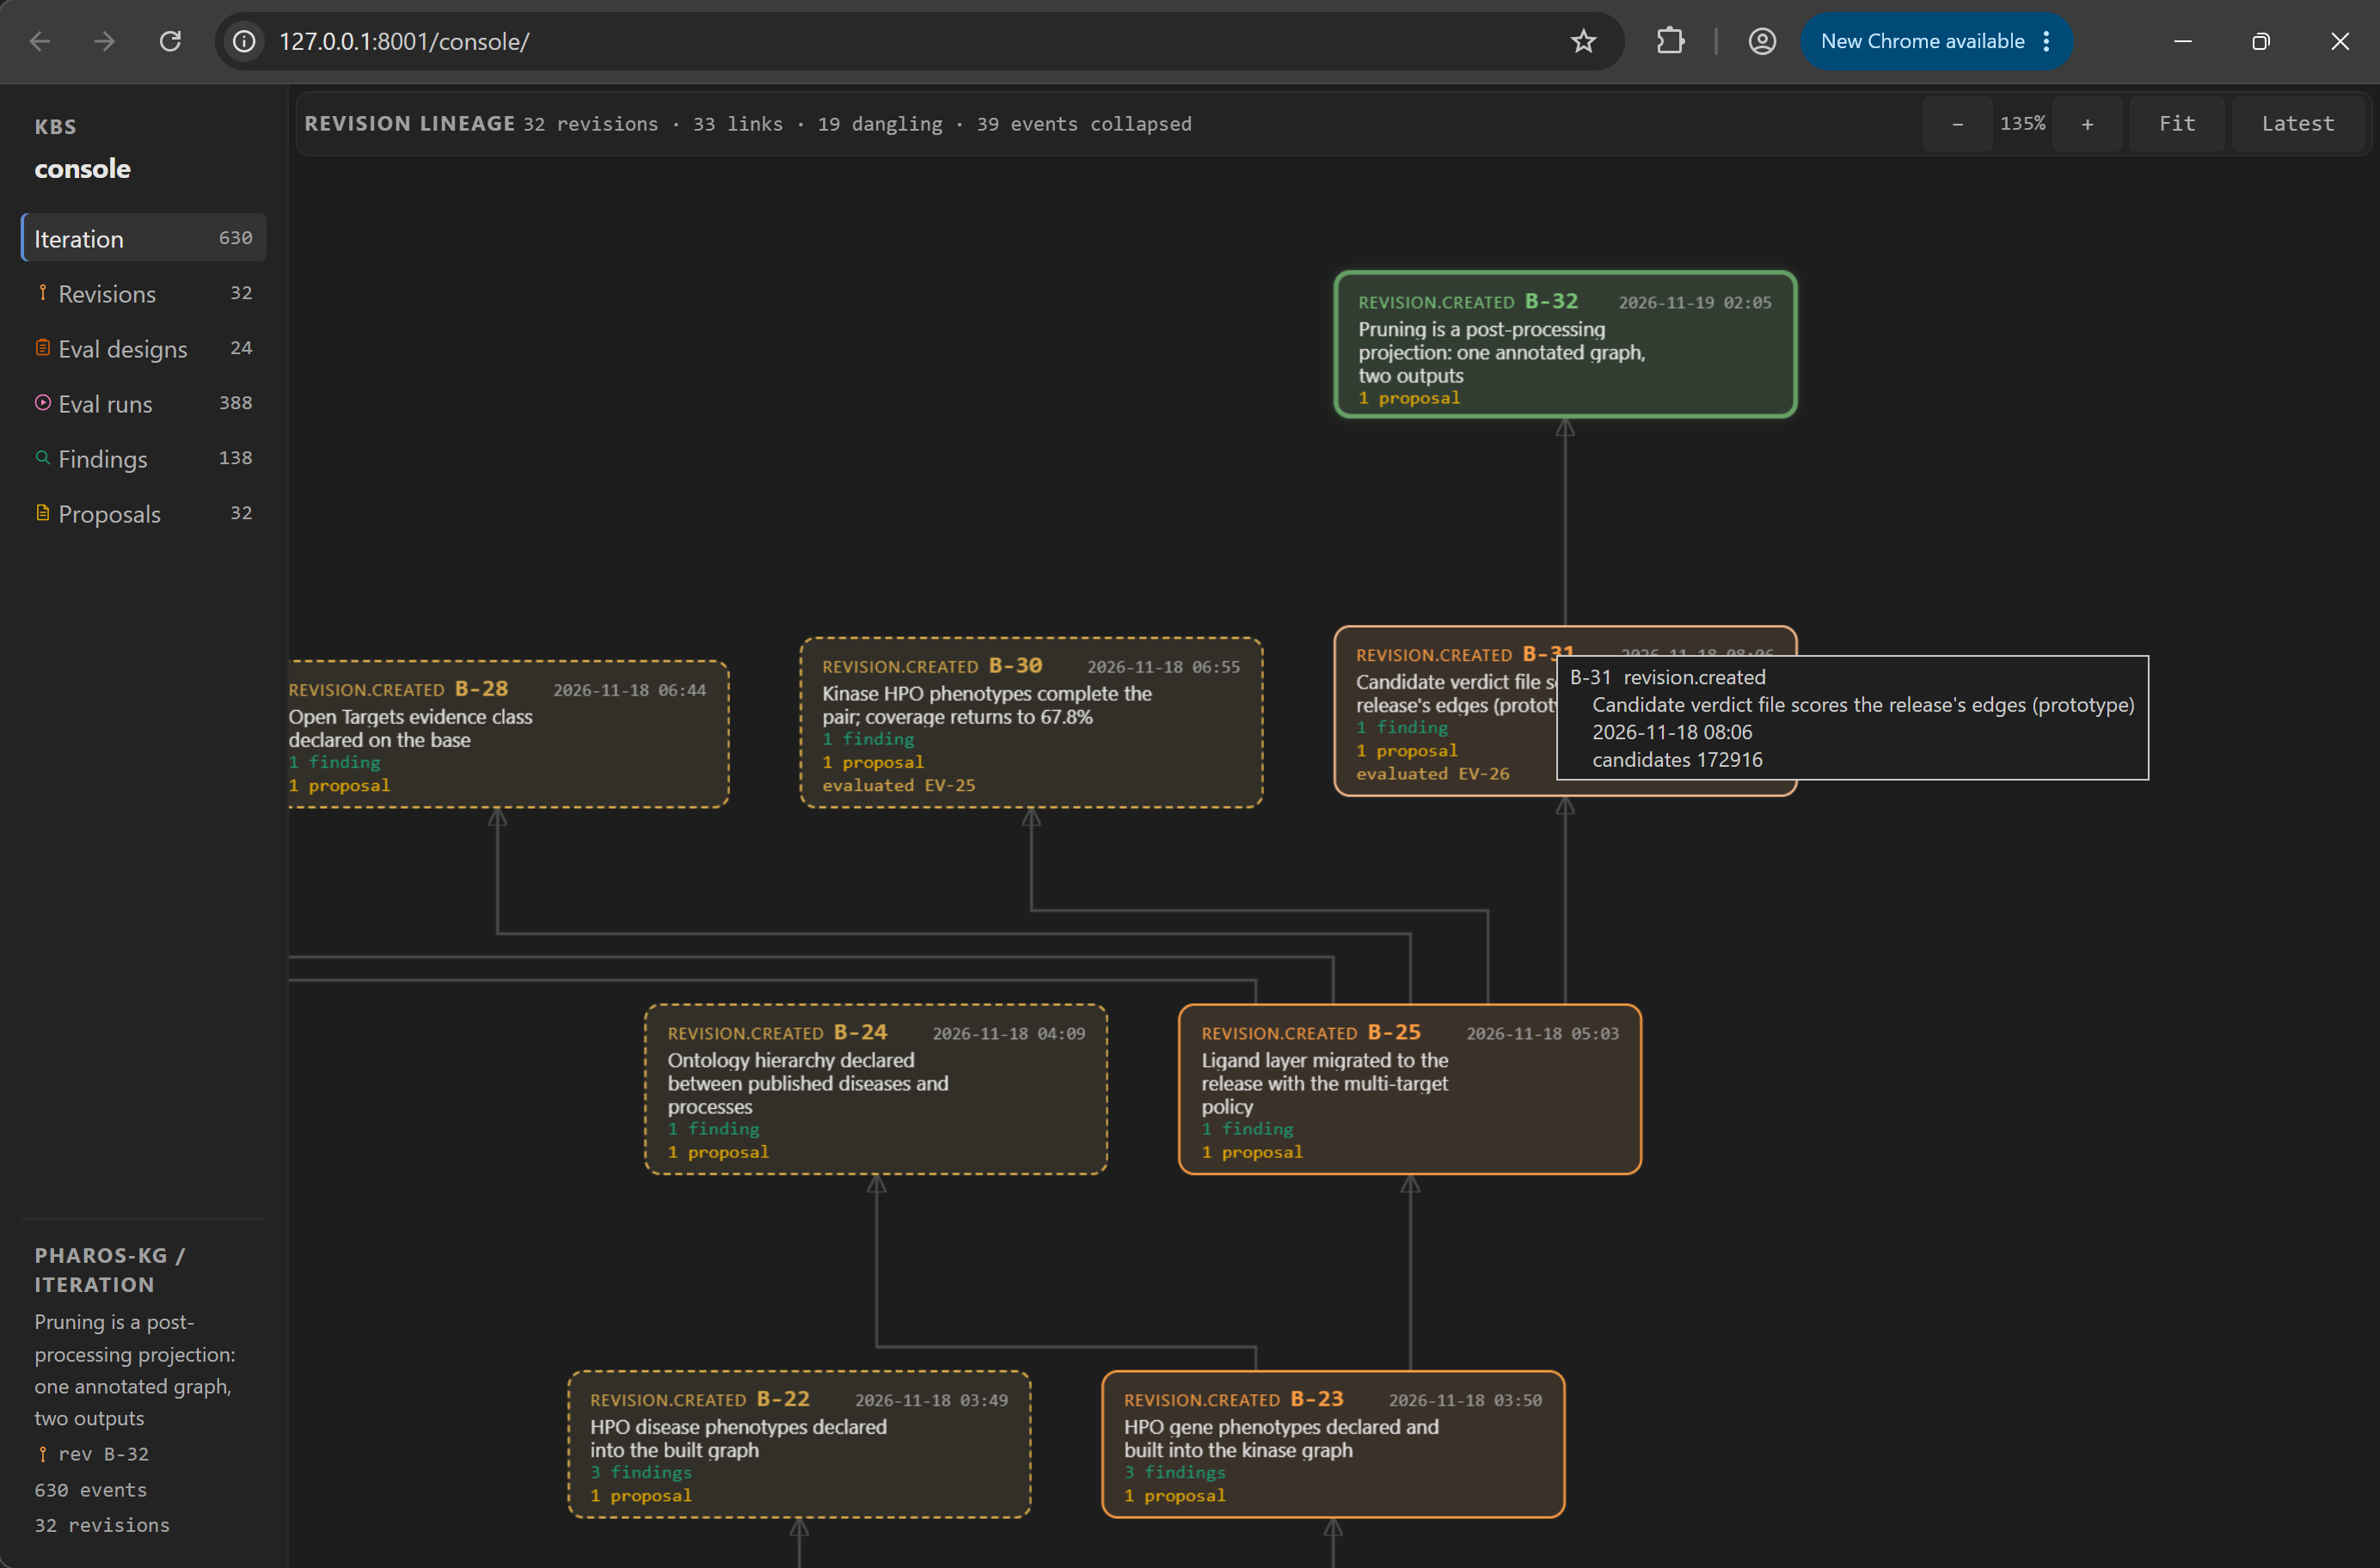 127.0.0.1:8001/console/
New Chrome available
KBS
console
Iteration 630
Revisions 32
Eval designs 24
Eval runs 388
Findings 138
Proposals 32
PHAROS-KG /
ITERATION
Pruning is a post-
processing projection:
one annotated graph,
two outputs
rev B-32
630 events
32 revisions
REVISION LINEAGE 32 revisions · 33 links · 19 dangling · 39 events collapsed
− 135% + Fit Latest
REVISION.CREATED B-32 2026-11-19 02:05
Pruning is a post-processing
projection: one annotated graph,
two outputs
1 proposal
REVISION.CREATED B-28 2026-11-18 06:44
Open Targets evidence class
declared on the base
1 finding
1 proposal
REVISION.CREATED B-30 2026-11-18 06:55
Kinase HPO phenotypes complete the
pair; coverage returns to 67.8%
1 finding
1 proposal
evaluated EV-25
REVISION.CREATED B-31 2026-11-18 08:06
Candidate verdict file s
release's edges (protot
1 finding
1 proposal
evaluated EV-26
B-31 revision.created
Candidate verdict file scores the release's edges (prototype)
2026-11-18 08:06
candidates 172916
REVISION.CREATED B-24 2026-11-18 04:09
Ontology hierarchy declared
between published diseases and
processes
1 finding
1 proposal
REVISION.CREATED B-25 2026-11-18 05:03
Ligand layer migrated to the
release with the multi-target
policy
1 finding
1 proposal
REVISION.CREATED B-22 2026-11-18 03:49
HPO disease phenotypes declared
into the built graph
3 findings
1 proposal
REVISION.CREATED B-23 2026-11-18 03:50
HPO gene phenotypes declared and
built into the kinase graph
3 findings
1 proposal